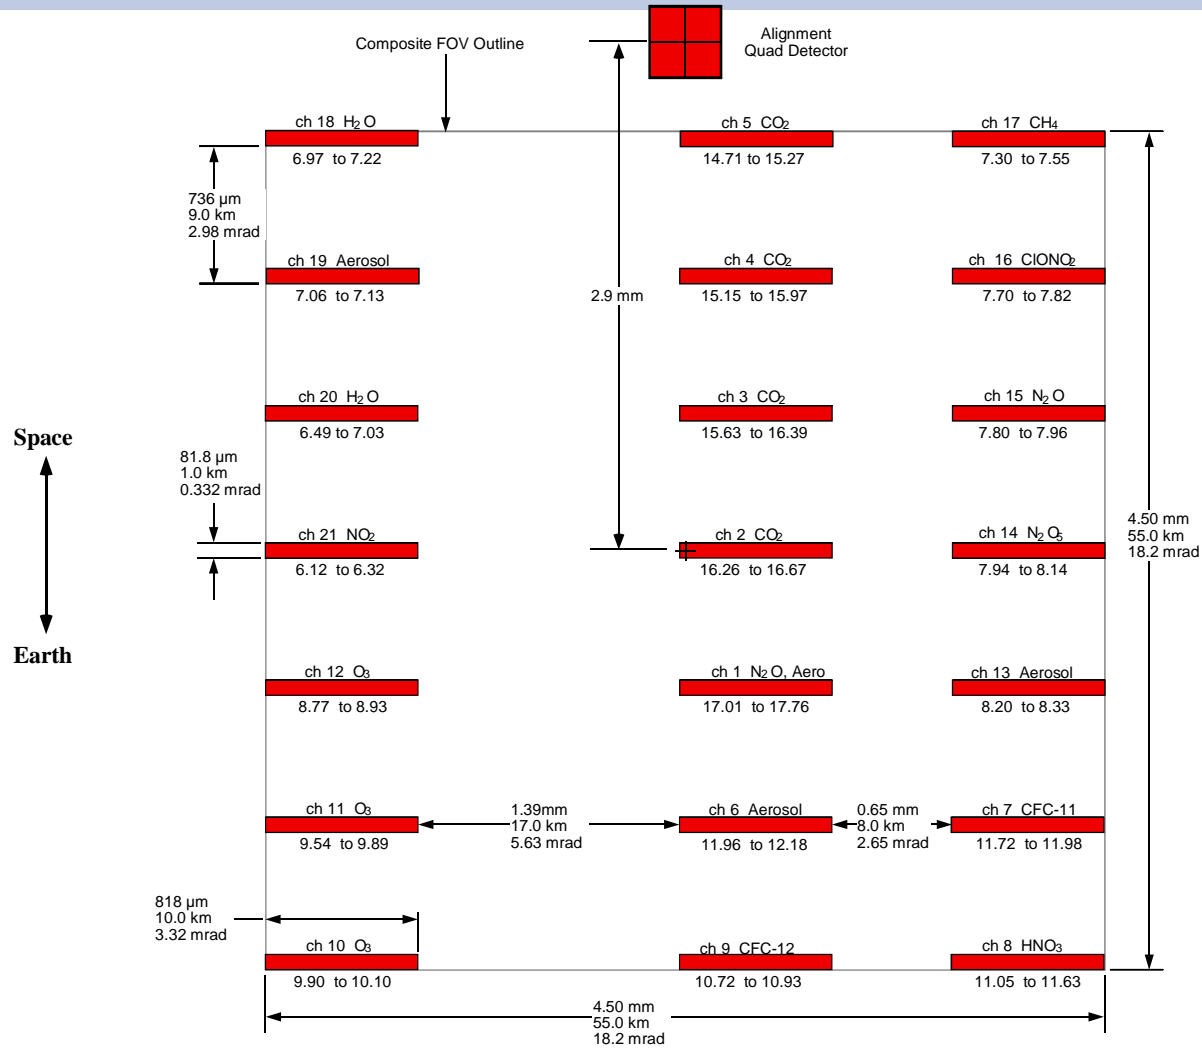 Alignment
Quad Detector
Composite FOV Outline
ch 18 H2O
6.97 to 7.22
ch 5 CO2
14.71 to 15.27
ch 17 CH4
7.30 to 7.55
736 µm
9.0 km
2.98 mrad
ch 19 Aerosol
7.06 to 7.13
ch 4 CO2
15.15 to 15.97
ch 16 ClONO2
7.70 to 7.82
2.9 mm
ch 20 H2O
6.49 to 7.03
ch 3 CO2
15.63 to 16.39
ch 15 N2O
7.80 to 7.96
Space
Earth
81.8 µm
1.0 km
0.332 mrad
ch 21 NO2
6.12 to 6.32
ch 2 CO2
16.26 to 16.67
ch 14 N2O5
7.94 to 8.14
4.50 mm
55.0 km
18.2 mrad
ch 12 O3
8.77 to 8.93
ch 1 N2O, Aero
17.01 to 17.76
ch 13 Aerosol
8.20 to 8.33
ch 11 O3
9.54 to 9.89
1.39mm
17.0 km
5.63 mrad
ch 6 Aerosol
11.96 to 12.18
0.65 mm
8.0 km
2.65 mrad
ch 7 CFC-11
11.72 to 11.98
818 µm
10.0 km
3.32 mrad
ch 10 O3
9.90 to 10.10
ch 9 CFC-12
10.72 to 10.93
ch 8 HNO3
11.05 to 11.63
4.50 mm
55.0 km
18.2 mrad